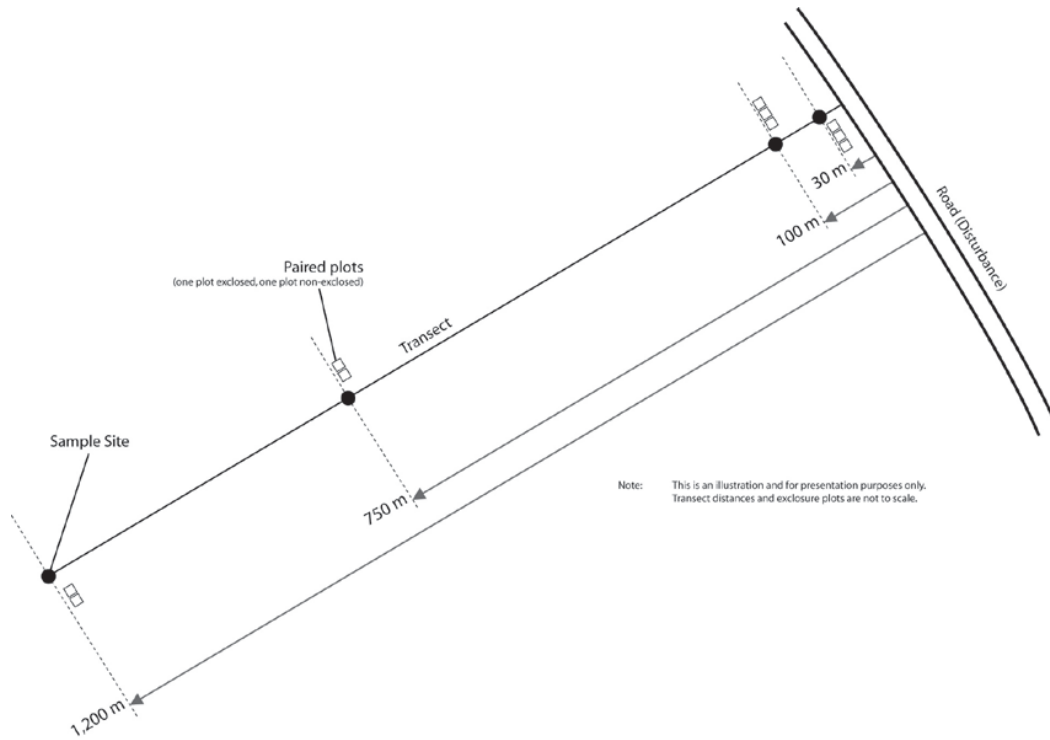 30 m
100 m
Road (Disturbance)
Paired plots
(one plot exclosed, one plot non-exclosed)
Transect
Sample Site
750 m
Note: This is an illustration and for presentation purposes only.
Transect distances and exclosure plots are not to scale.
1,200 m